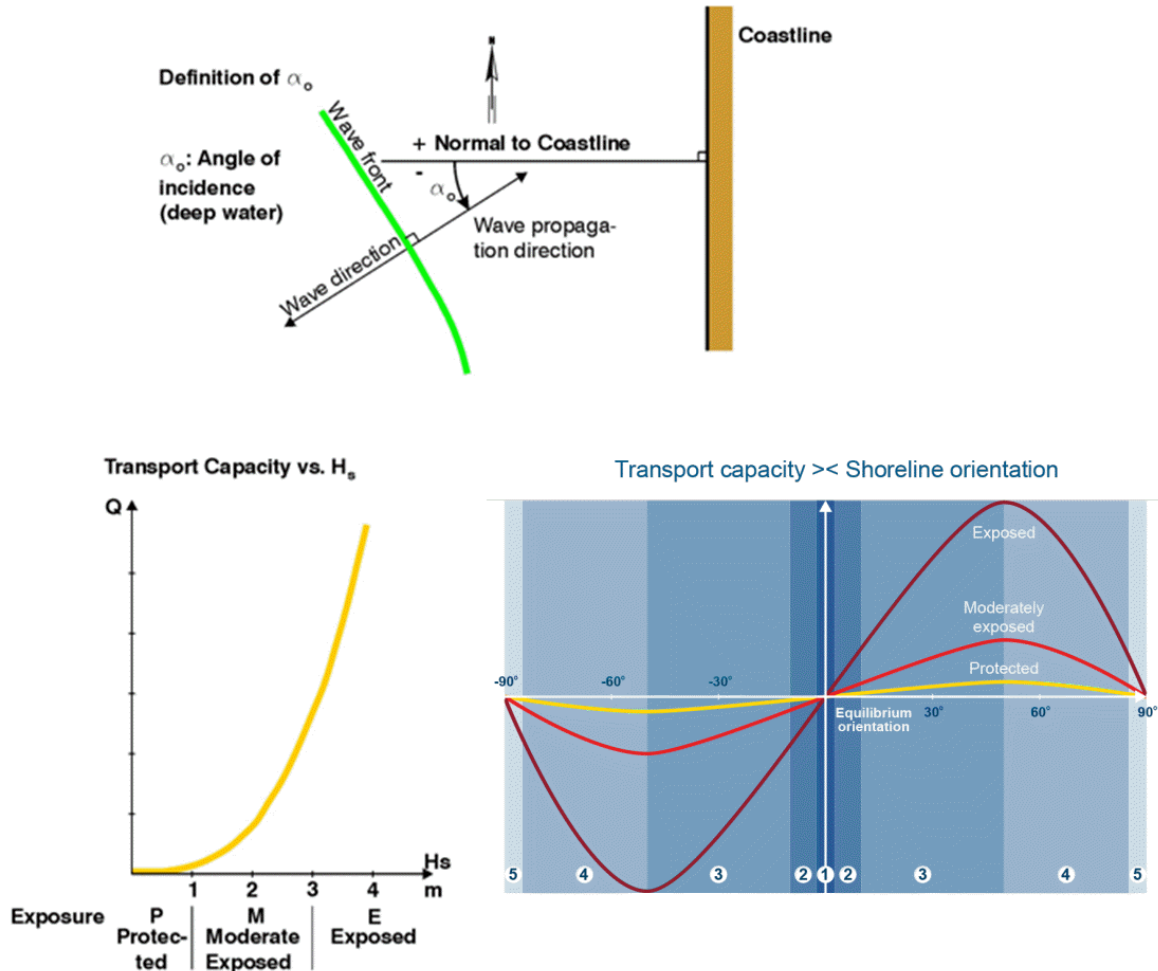 Coastline
N
Definition of αo
Wave front
+ Normal to Coastline
-
αo
αo: Angle of
incidence
(deep water)
Wave propaga-
tion direction
Wave direction
Transport Capacity vs. Hs
Q
Hs
1 2 3 4 m
Exposure P M E
Protec- Moderate Exposed
ted Exposed
Transport capacity >< Shoreline orientation
Exposed
Moderately
exposed
Protected
-90° -60° -30°
Equilibrium
orientation
30° 60° 90°
5 4 3 2 1 2 3 4 5